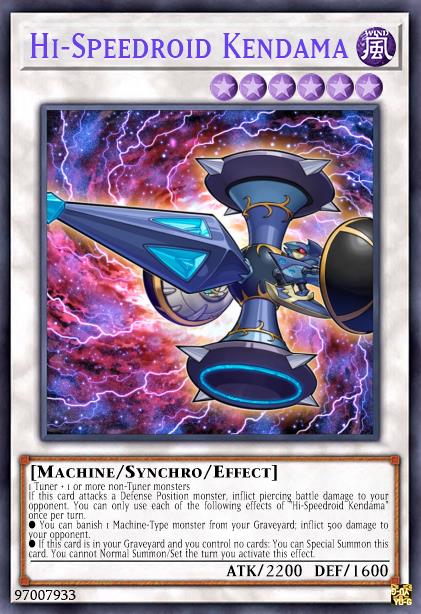 Hi-Speedroid Kendama
WIND
風
[Machine/Synchro/Effect]
1 Tuner + 1 or more non-Tuner monsters
If this card attacks a Defense Position monster, inflict piercing battle damage to your
opponent. You can only use each of the following effects of "Hi-Speedroid Kendama"
once per turn.
● You can banish 1 Machine-Type monster from your Graveyard; inflict 500 damage to
your opponent.
● If this card is in your Graveyard and you control no cards: You can Special Summon this
card. You cannot Normal Summon/Set the turn you activate this effect.
ATK/2200 DEF/1600
97007933